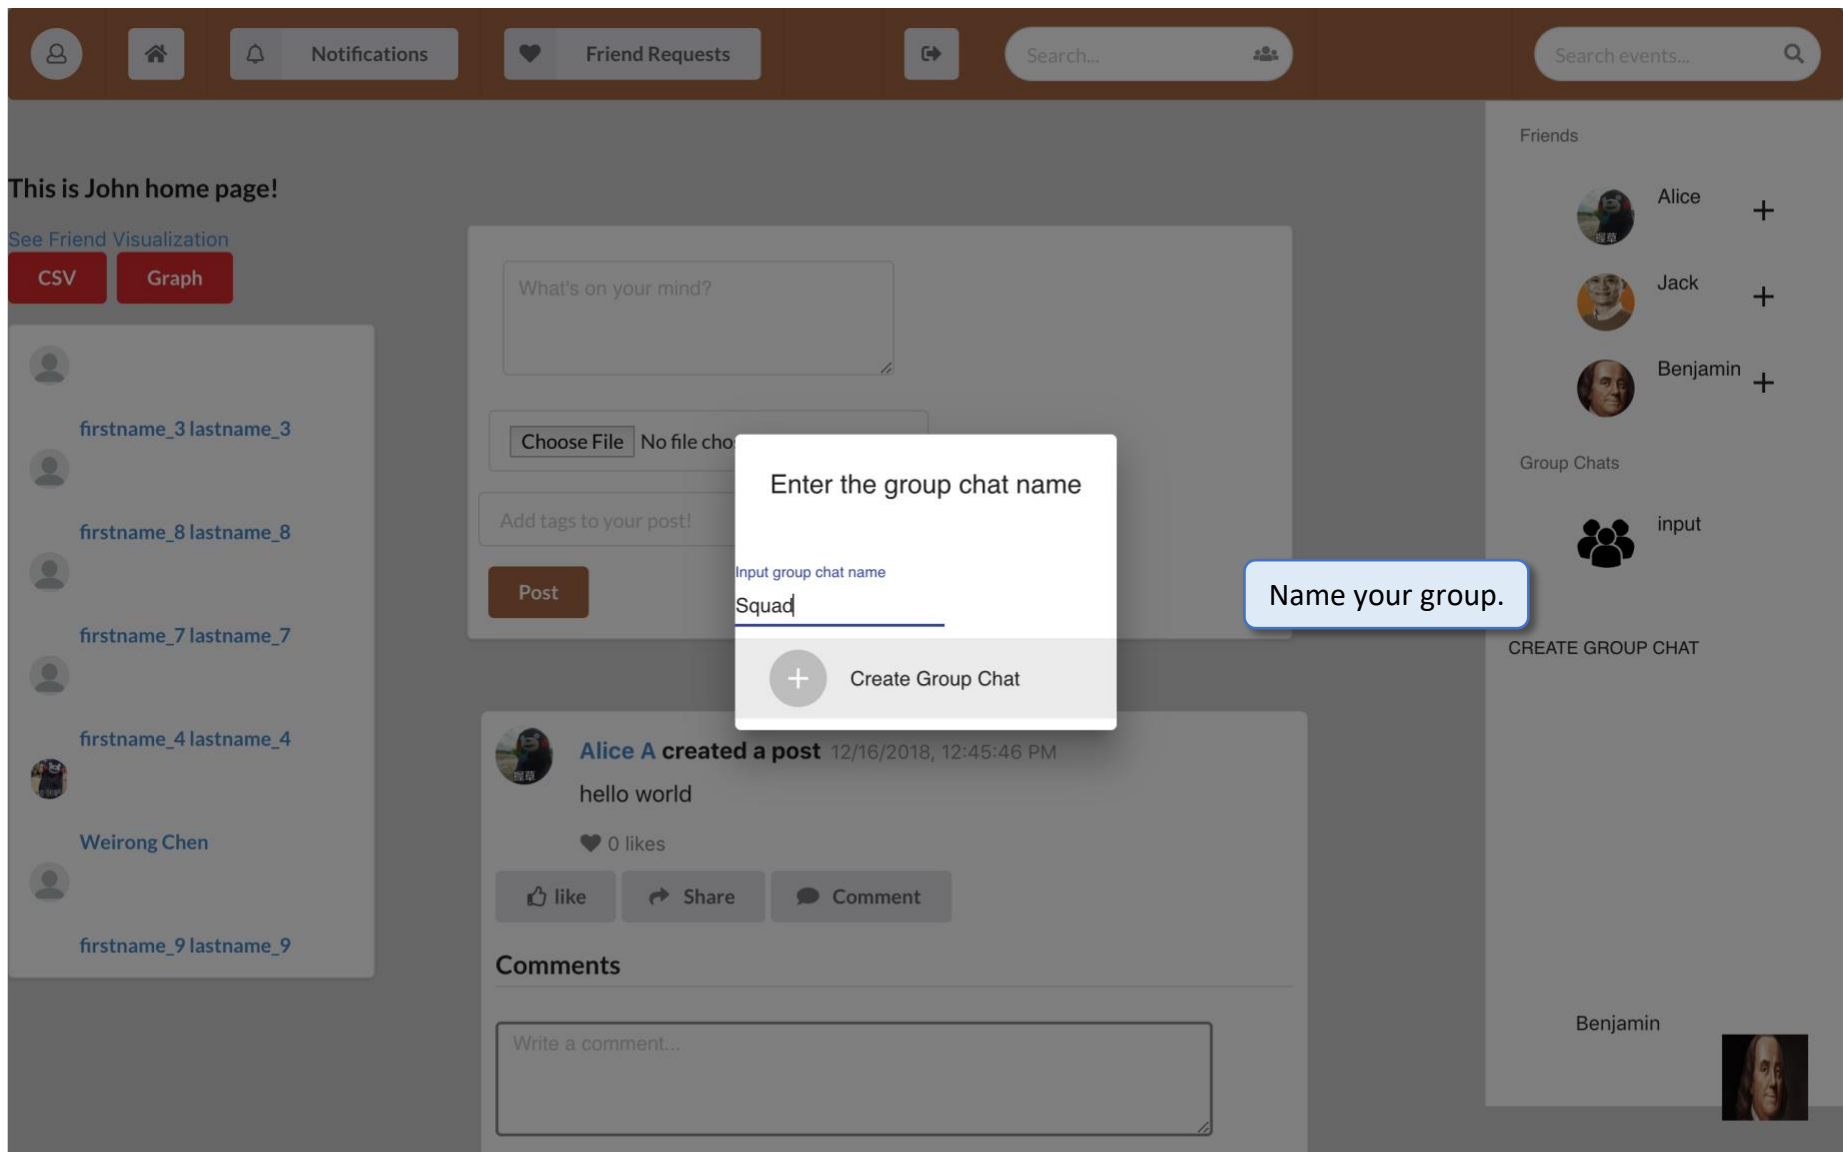 Notifications
Friend Requests
Search...
Search events...
This is John home page!
See Friend Visualization
CSV
Graph
firstname_3 lastname_3
firstname_8 lastname_8
firstname_7 lastname_7
firstname_4 lastname_4
Weirong Chen
firstname_9 lastname_9
What's on your mind?
Choose File No file cho
Add tags to your post!
Post
Enter the group chat name
Input group chat name
Squad
Create Group Chat
Name your group.
Alice A created a post 12/16/2018, 12:45:46 PM
hello world
0 likes
like
Share
Comment
Comments
Write a comment...
Friends
Alice
Jack
Benjamin
Group Chats
input
CREATE GROUP CHAT
Benjamin